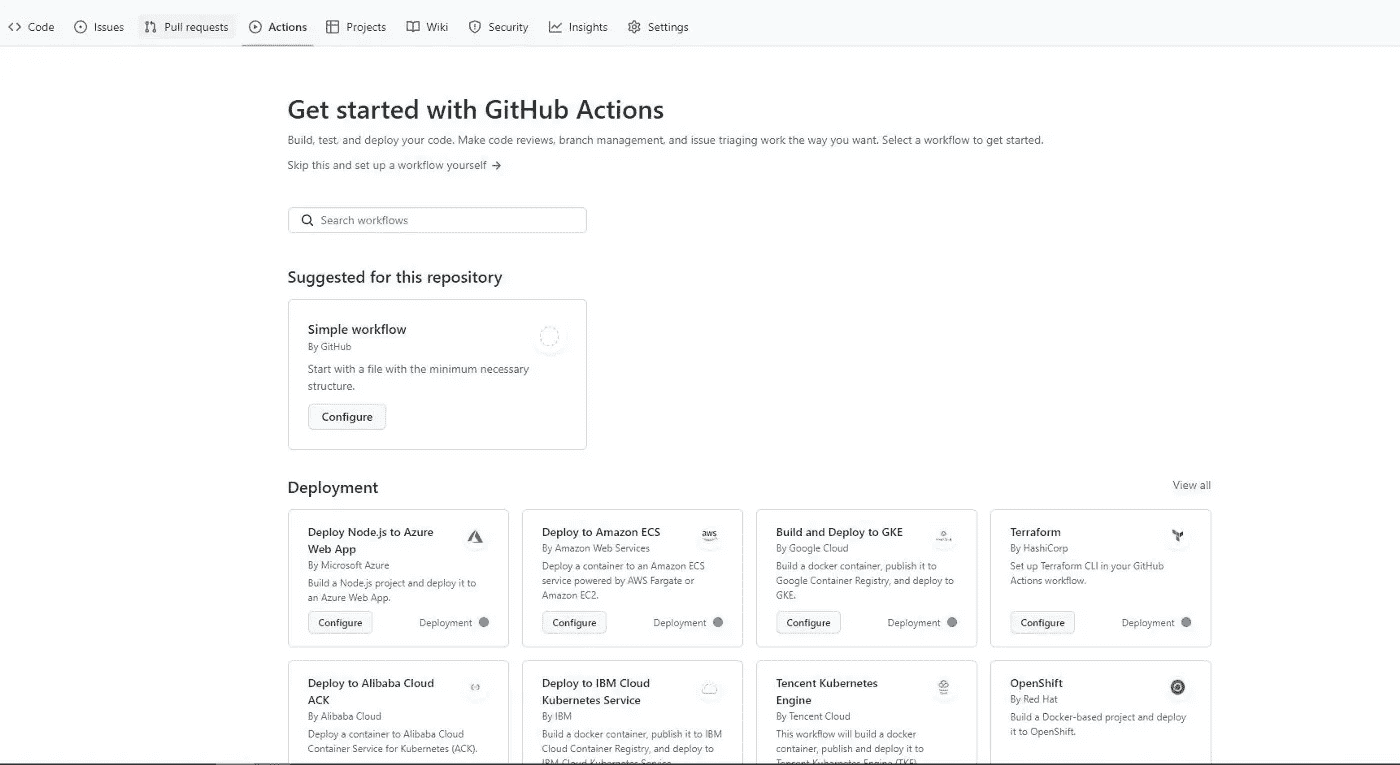 Code Issues Pull requests Actions Projects Wiki Security Insights Settings
Get started with GitHub Actions
Build, test, and deploy your code. Make code reviews, branch management, and issue triaging work the way you want. Select a workflow to get started.
Skip this and set up a workflow yourself →
Search workflows
Suggested for this repository
Simple workflow
By GitHub
Start with a file with the minimum necessary
structure.
Configure
Deployment
View all
Deploy Node.js to Azure
Web App
By Microsoft Azure
Build a Node.js project and deploy it to
an Azure Web App.
Configure Deployment
Deploy to Amazon ECS
aws
By Amazon Web Services
Deploy a container to an Amazon ECS
service powered by AWS Fargate or
Amazon EC2.
Configure Deployment
Build and Deploy to GKE
By Google Cloud
Build a docker container, publish it to
Google Container Registry, and deploy to
GKE.
Configure Deployment
Terraform
By HashiCorp
Set up Terraform CLI in your GitHub
Actions workflow.
Configure Deployment
Deploy to Alibaba Cloud
ACK
By Alibaba Cloud
Deploy a container to Alibaba Cloud
Container Service for Kubernetes (ACK).
Deploy to IBM Cloud
Kubernetes Service
By IBM
Build a docker container, publish it to IBM
Cloud Container Registry, and deploy to
IBM Cloud Kubernetes Service
Tencent Kubernetes
Engine
By Tencent Cloud
This workflow will build a docker
container, publish and deploy it to
Tencent Kubernetes Engine (TKE)
OpenShift
By Red Hat
Build a Docker-based project and deploy
it to OpenShift.